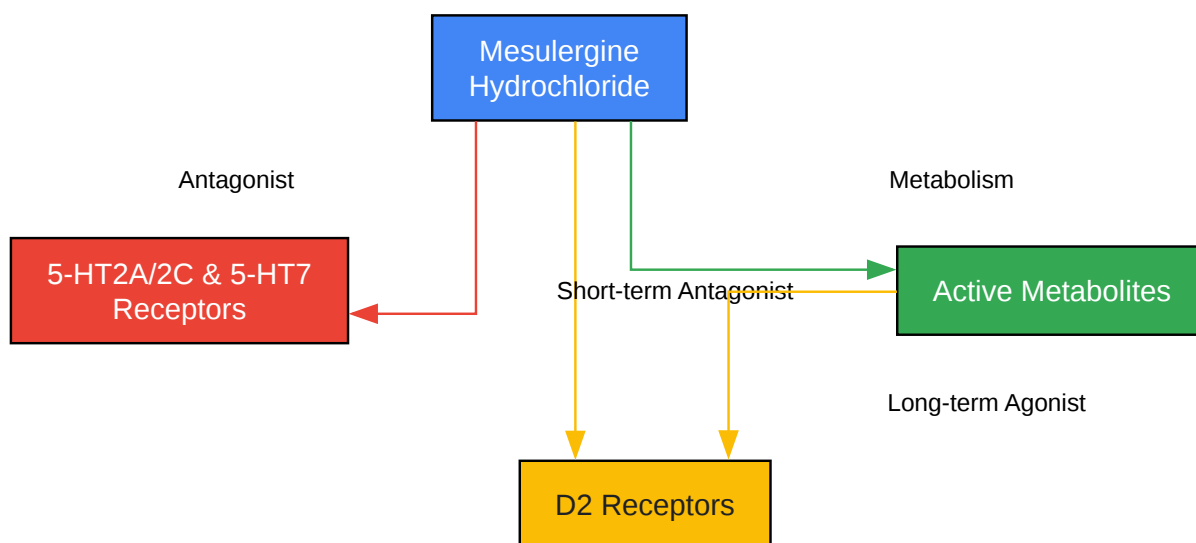 Mesulergine
Hydrochloride
Antagonist
Metabolism
5-HT2A/2C & 5-HT7
Receptors
Short-term Antagonist
Active Metabolites
Long-term Agonist
D2 Receptors